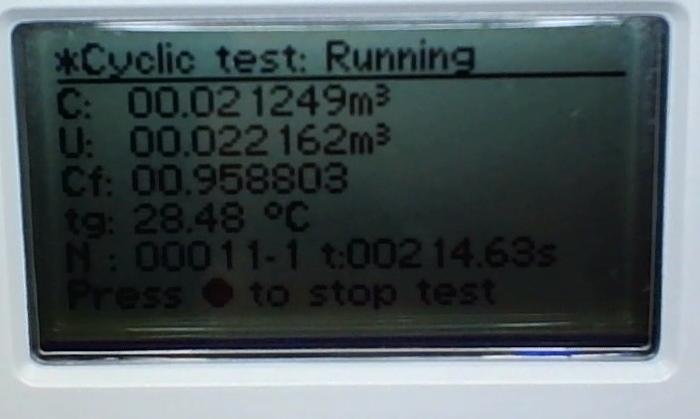 *Cyclic test: Running
C: 00.021249m³
U: 00.022162m³
Cf: 00.958803
tg: 28.48 °C
N : 00011-1 t:00214.63s
Press ● to stop test